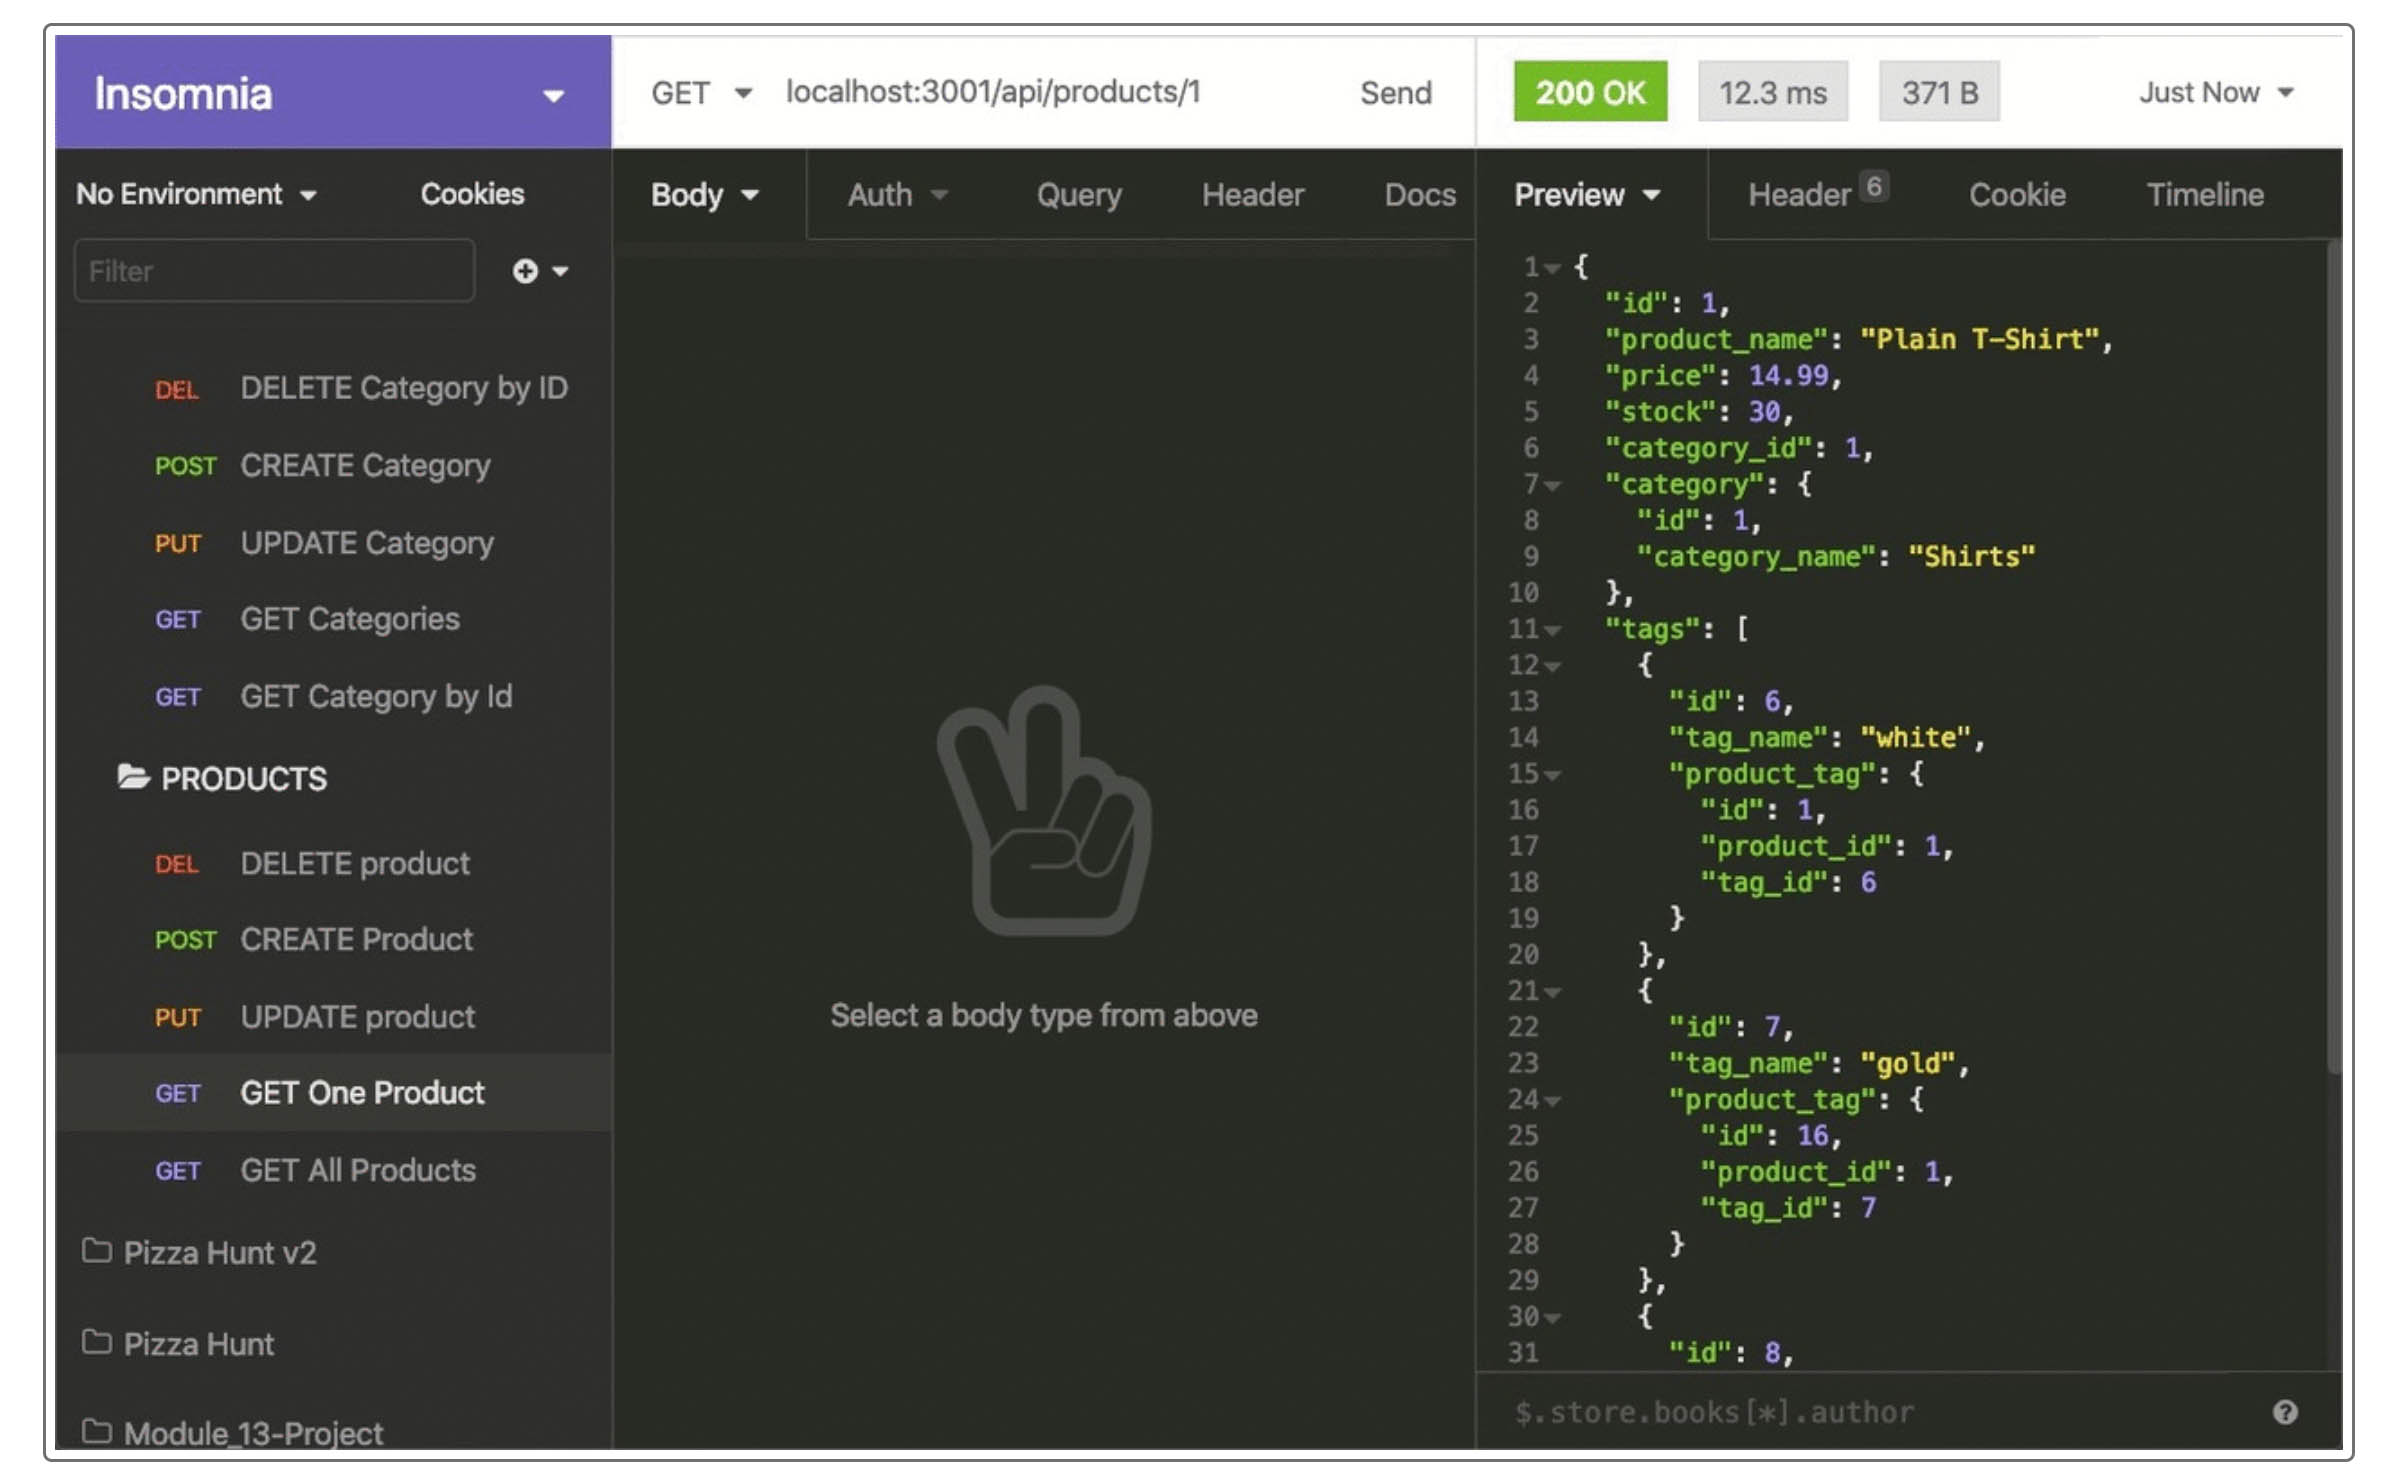 Insomnia
No Environment Cookies
Filter
DEL DELETE Category by ID
POST CREATE Category
PUT UPDATE Category
GET GET Categories
GET GET Category by Id
PRODUCTS
DEL DELETE product
POST CREATE Product
PUT UPDATE product
GET GET One Product
GET GET All Products
Pizza Hunt v2
Pizza Hunt
Module_13-Project
GET localhost:3001/api/products/1 Send
Body Auth Query Header Docs
Select a body type from above
200 OK 12.3 ms 371 B Just Now
Preview Header 6 Cookie Timeline
1 {
2 "id": 1,
3 "product_name": "Plain T-Shirt",
4 "price": 14.99,
5 "stock": 30,
6 "category_id": 1,
7 "category": {
8 "id": 1,
9 "category_name": "Shirts"
10 },
11 "tags": [
12 {
13 "id": 6,
14 "tag_name": "white",
15 "product_tag": {
16 "id": 1,
17 "product_id": 1,
18 "tag_id": 6
19 }
20 },
21 {
22 "id": 7,
23 "tag_name": "gold",
24 "product_tag": {
25 "id": 16,
26 "product_id": 1,
27 "tag_id": 7
28 }
29 },
30 {
31 "id": 8,
$.store.books[*].author ?